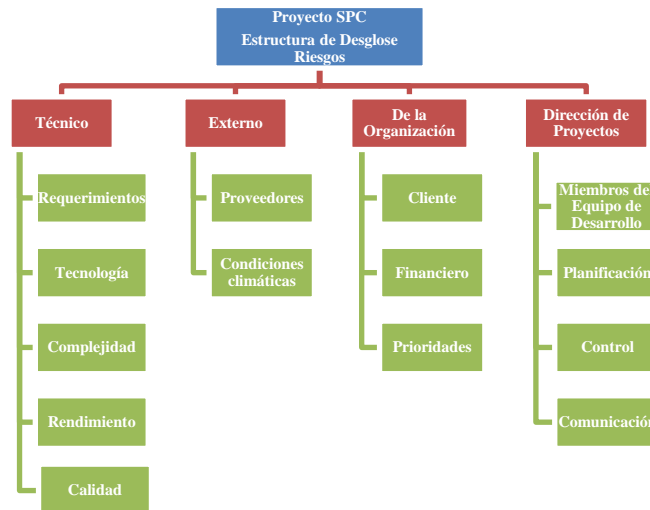 Proyecto SPC
Estructura de Desglose
Riesgos
Técnico
Externo
De la
Organización
Dirección de
Proyectos
Requerimientos
Tecnología
Complejidad
Rendimiento
Calidad
Proveedores
Condiciones
climáticas
Cliente
Financiero
Prioridades
Miembros de
Equipo de
Desarrollo
Planificación
Control
Comunicación